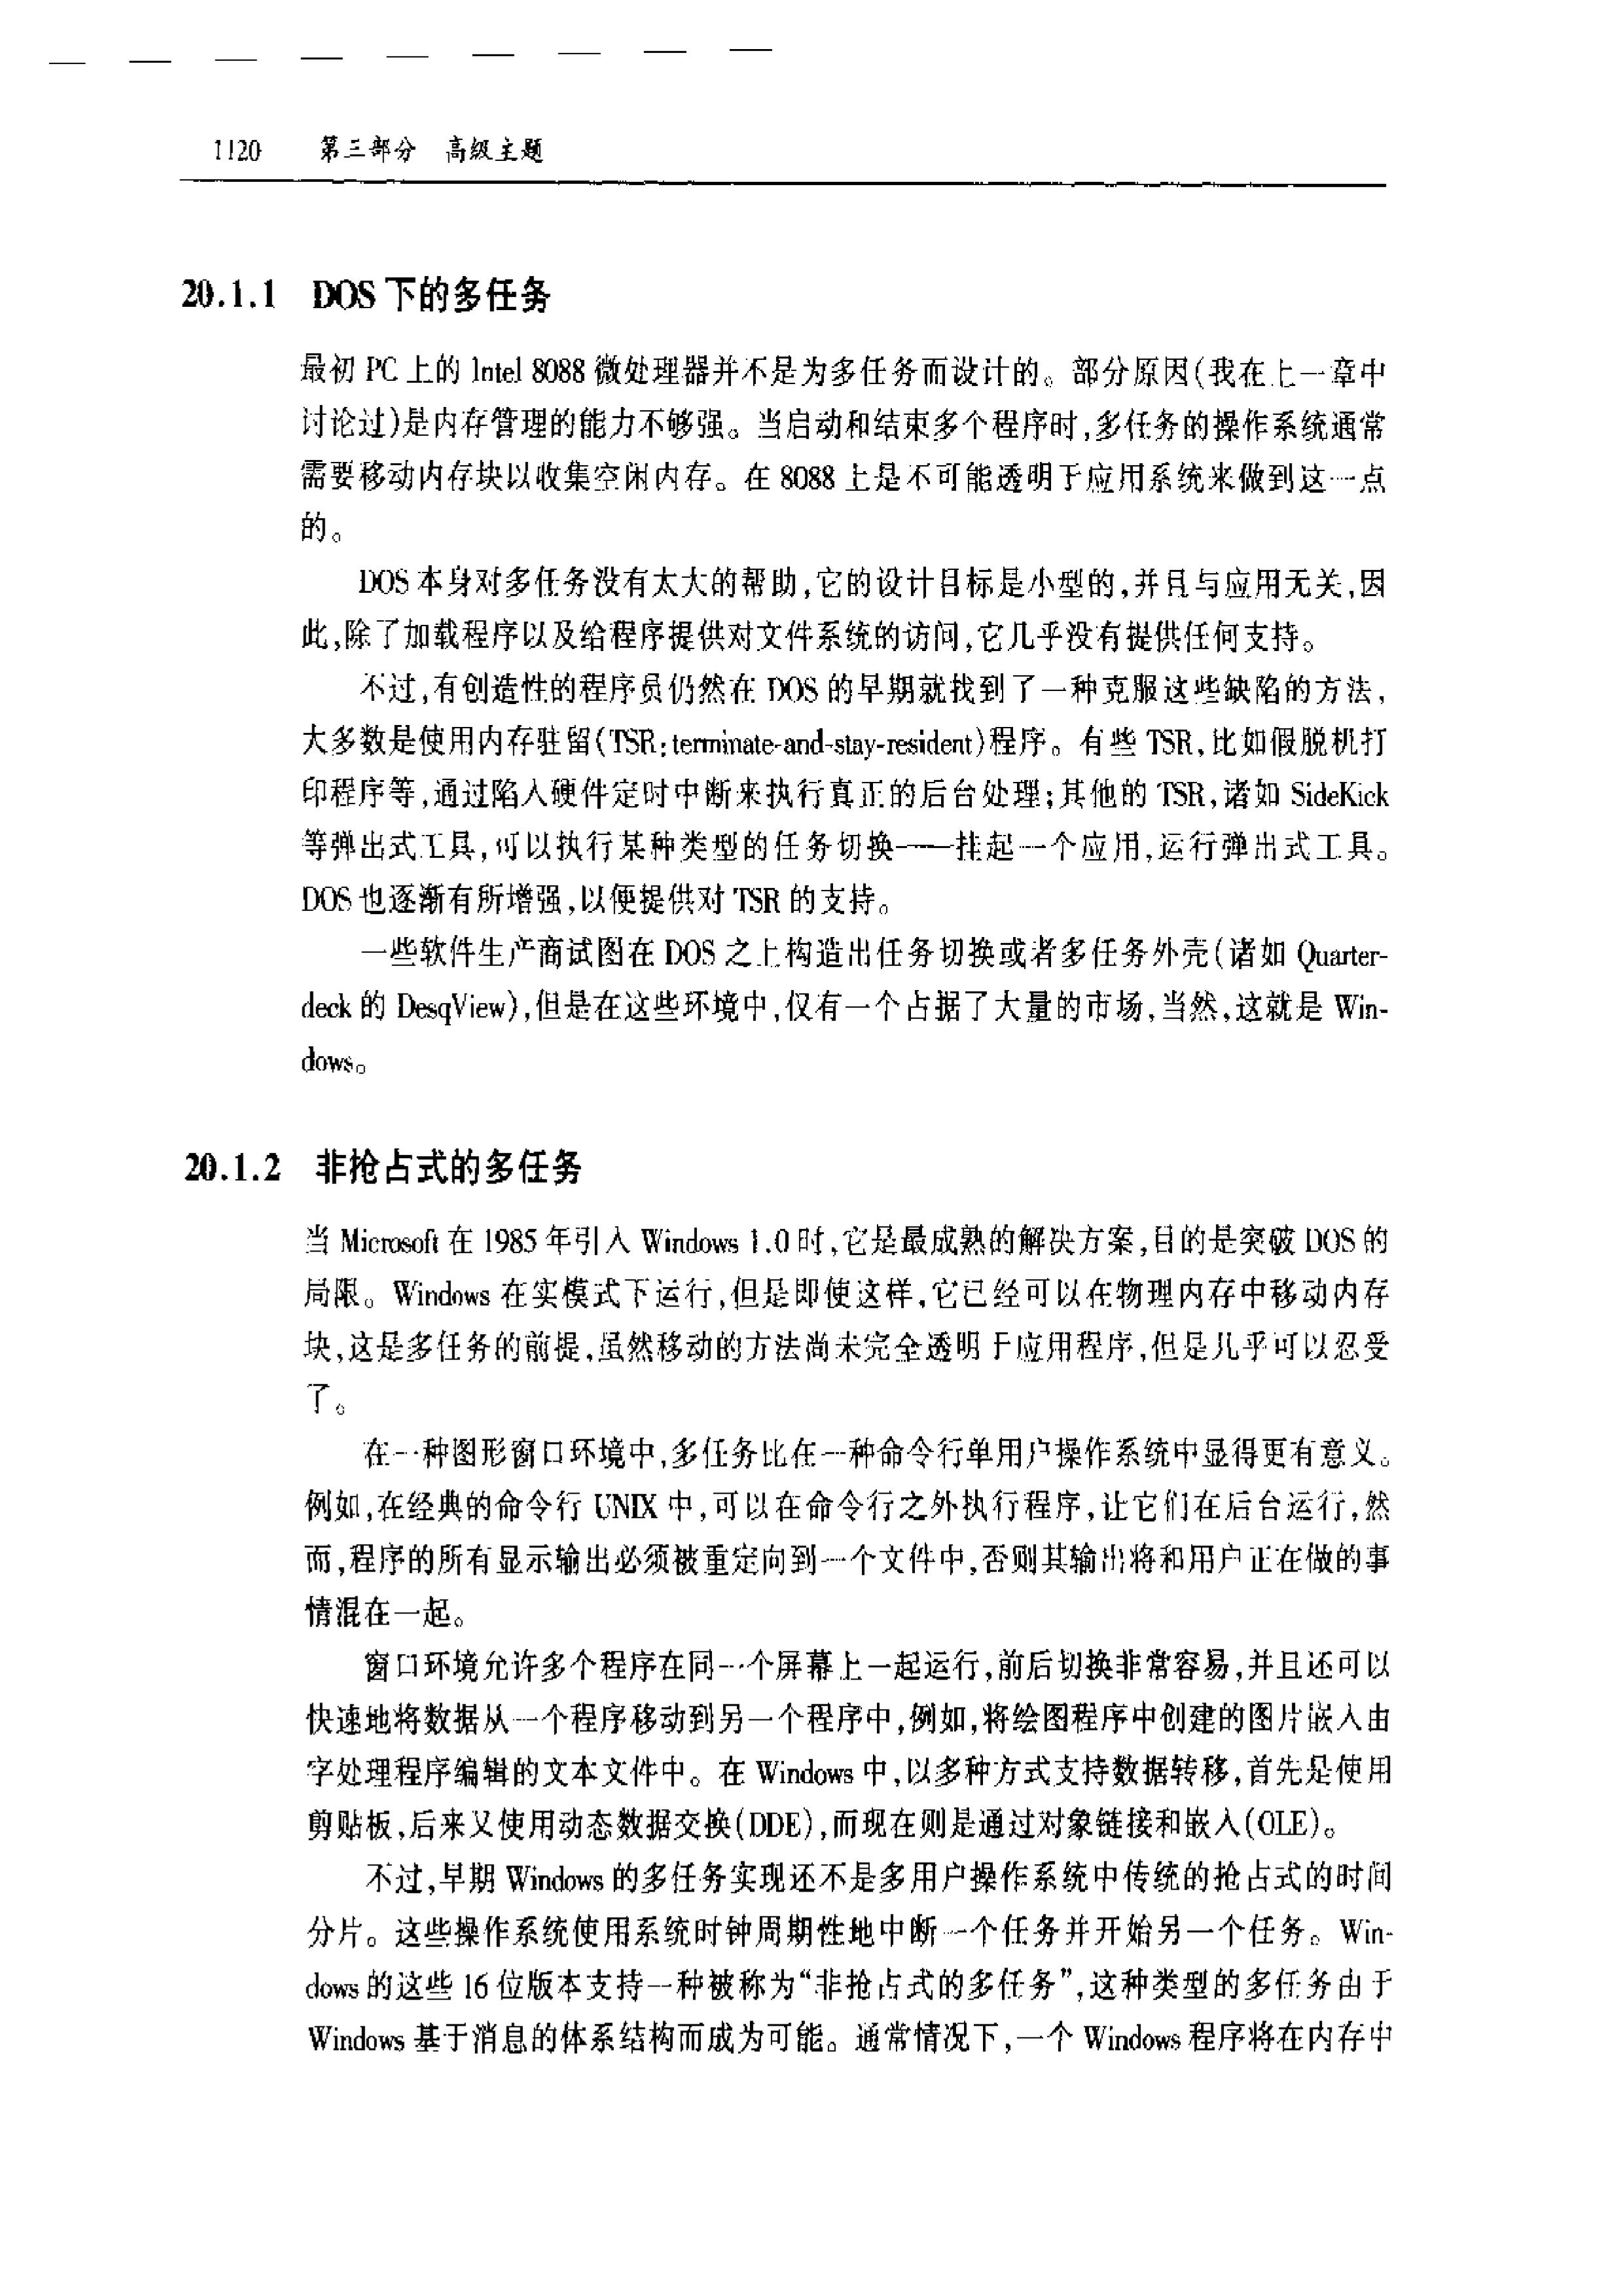 1120 第三部分 高级主题
20.1.1 DOS 下的多任务
最初 PC 上的 Intel 8088 微处理器并不是为多任务而设计的。部分原因(我在上一章中
讨论过)是内存管理的能力不够强。当启动和结束多个程序时,多任务的操作系统通常
需要移动内存块以收集空闲内存。在 8088 上是不可能透明于应用系统来做到这一点
的。
DOS 本身对多任务没有太大的帮助,它的设计目标是小型的,并且与应用无关,因
此,除了加载程序以及给程序提供对文件系统的访问,它几乎没有提供任何支持。
不过,有创造性的程序员仍然在 DOS 的早期就找到了一种克服这些缺陷的方法,
大多数是使用内存驻留(TSR:terminate-and-stay-resident)程序。有些 TSR,比如假脱机打
印程序等,通过陷入硬件定时中断来执行真正的后台处理;其他的 TSR,诸如 SideKick
等弹出式工具,可以执行某种类型的任务切换——挂起一个应用,运行弹出式工具。
DOS 也逐渐有所增强,以便提供对 TSR 的支持。
一些软件生产商试图在 DOS 之上构造出任务切换或者多任务外壳(诸如 Quarter-
deck 的 DesqView),但是在这些环境中,仅有一个占据了大量的市场,当然,这就是 Win-
dows。
20.1.2 非抢占式的多任务
当 Microsoft 在 1985 年引入 Windows 1.0 时,它是最成熟的解决方案,目的是突破 DOS 的
局限。Windows 在实模式下运行,但是即使这样,它已经可以在物理内存中移动内存
块,这是多任务的前提,虽然移动的方法尚未完全透明于应用程序,但是几乎可以忍受
了。
在一种图形窗口环境中,多任务比在一种命令行单用户操作系统中显得更有意义。
例如,在经典的命令行 UNIX 中,可以在命令行之外执行程序,让它们在后台运行,然
而,程序的所有显示输出必须被重定向到一个文件中,否则其输出将和用户正在做的事
情混在一起。
窗口环境允许多个程序在同一个屏幕上一起运行,前后切换非常容易,并且还可以
快速地将数据从一个程序移动到另一个程序中,例如,将绘图程序中创建的图片嵌入由
字处理程序编辑的文本文件中。在 Windows 中,以多种方式支持数据转移,首先是使用
剪贴板,后来又使用动态数据交换(DDE),而现在则是通过对象链接和嵌入(OLE)。
不过,早期 Windows 的多任务实现还不是多用户操作系统中传统的抢占式的时间
分片。这些操作系统使用系统时钟周期性地中断一个任务并开始另一个任务。Win-
dows 的这些 16 位版本支持一种被称为“非抢占式的多任务”,这种类型的多任务由于
Windows 基于消息的体系结构而成为可能。通常情况下,一个 Windows 程序将在内存中